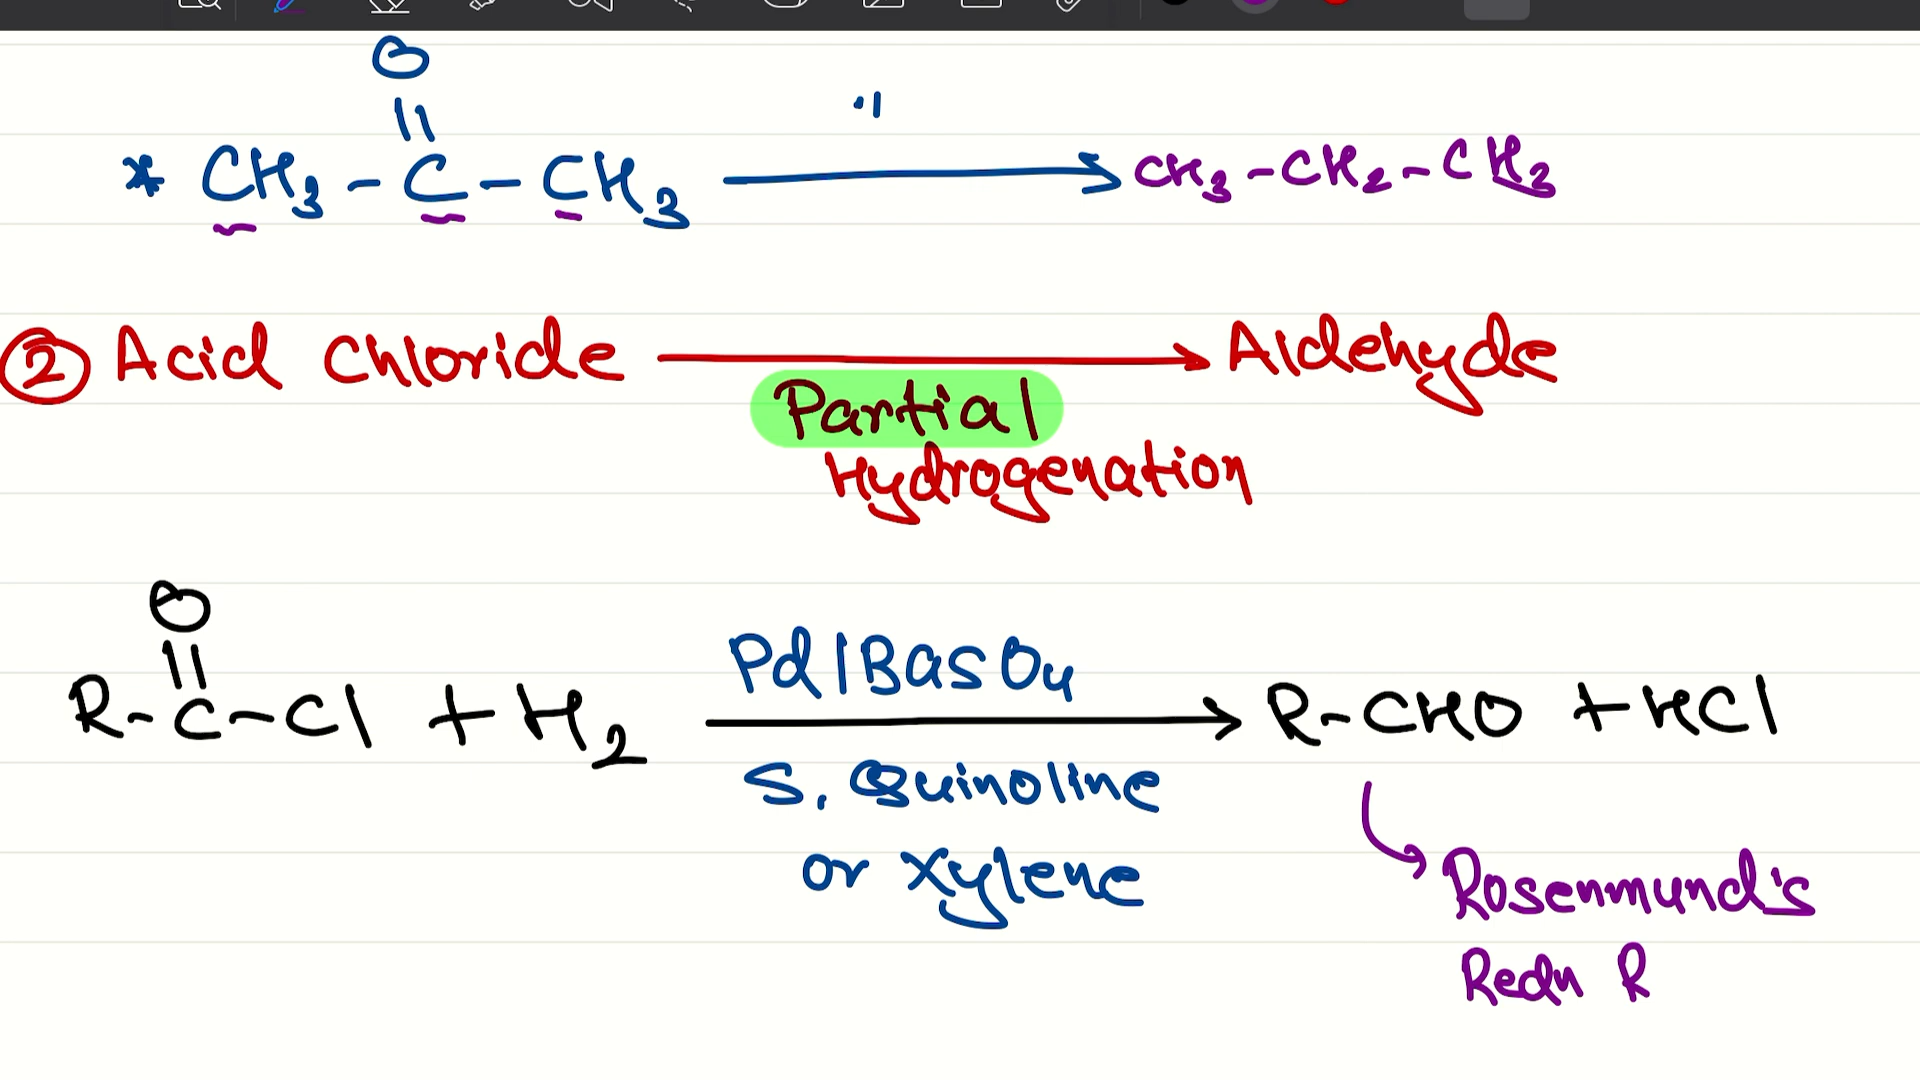 O
||
"
* CH₃ - C - CH₃ ⟶ CH₃ - CH₂ - CH₃
② Acid Chloride ⟶ Aldehyde
Partial
Hydrogenation
O
||
Pd/BaSO₄
R-C-Cl + H₂ ⟶ R-CHO + HCl
S, Quinoline
or Xylene
Rosenmund's
Redn R